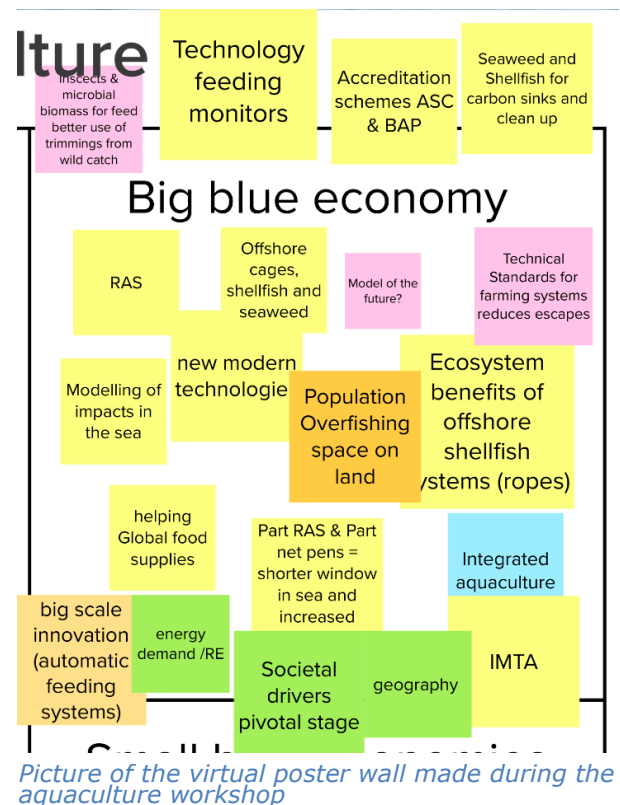 lture
Insects &
microbial
biomass for feed
better use of
trimmings from
wild catch
Technology
feeding
monitors
Accreditation
schemes ASC
& BAP
Seaweed and
Shellfish for
carbon sinks and
clean up
Big blue economy
RAS
Offshore
cages,
shellfish and
seaweed
Model of the
future?
Technical
Standards for
farming systems
reduces escapes
Modelling of
impacts in
the sea
new modern
technologie
Population
Overfishing
space on
land
Ecosystem
benefits of
offshore
shellfish
ystems (ropes)
helping
Global food
supplies
Part RAS & Part
net pens =
shorter window
in sea and
increased
Integrated
aquaculture
big scale
innovation
(automatic
feeding
systems)
energy
demand /RE
Societal
drivers
pivotal stage
geography
IMTA
Small
Picture of the virtual poster wall made during the
aquaculture workshop